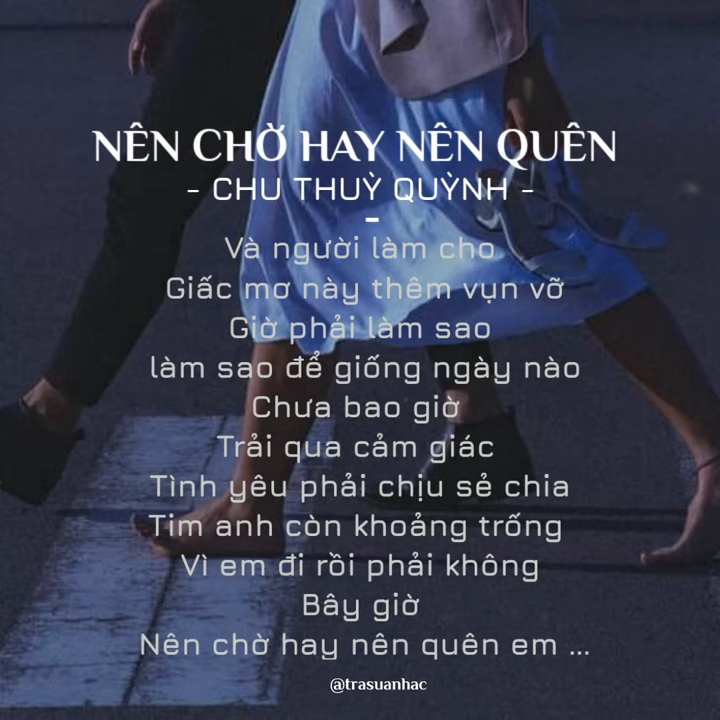 NÊN CHỜ HAY NÊN QUÊN
- CHU THUỲ QUỲNH -
-
Và người làm cho
Giấc mơ này thêm vụn vỡ
Giờ phải làm sao
làm sao để giống ngày nào
Chưa bao giờ
Trải qua cảm giác
Tình yêu phải chịu sẻ chia
Tim anh còn khoảng trống
Vì em đi rồi phải không
Bây giờ
Nên chờ hay nên quên em ...
@trasuanhac